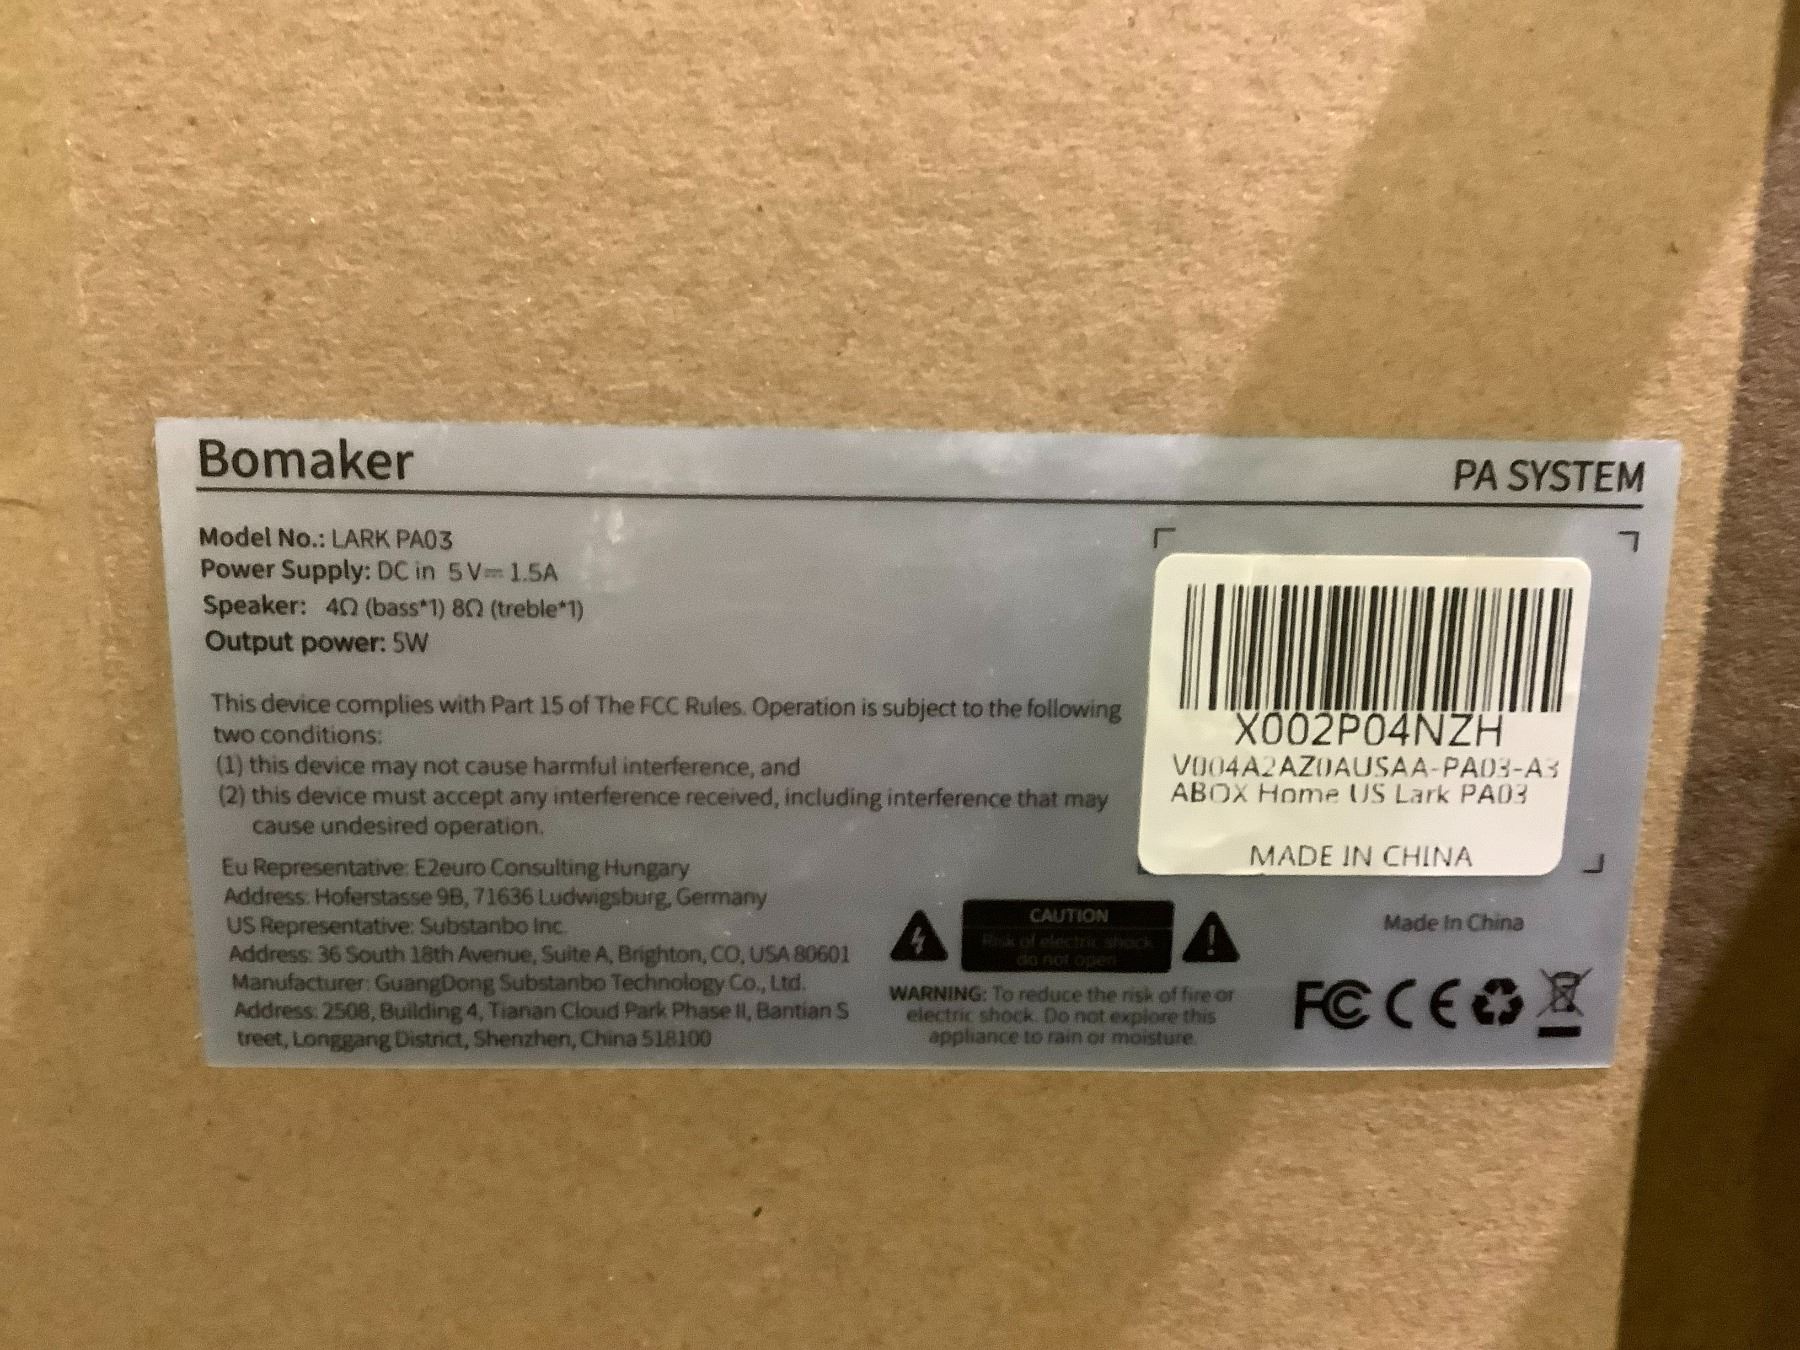 Bomaker
PA SYSTEM
Model No.: LARK PA03
Power Supply: DC in 5V⎓1.5A
Speaker: 4Ω (bass*1) 8Ω (treble*1)
Output power: 5W
This device complies with Part 15 of The FCC Rules. Operation is subject to the following
two conditions:
(1) this device may not cause harmful interference, and
(2) this device must accept any interference received, including interference that may
cause undesired operation.
Eu Representative: E2euro Consulting Hungary
Address: Hoferstasse 9B, 71636 Ludwigsburg, Germany
US Representative: Substanbo Inc.
Address: 36 South 18th Avenue, Suite A, Brighton, CO, USA 80601
Manufacturer: GuangDong Substanbo Technology Co., Ltd.
Address: 2508, Building 4, Tianan Cloud Park Phase II, Bantian S
treet, Longgang District, Shenzhen, China 518100
X002P04NZH
V004A2AZ0AUSAA-PA03-A3
ABOX Home US Lark PA03
MADE IN CHINA
CAUTION
Risk of electric shock
do not open
WARNING: To reduce the risk of fire or
electric shock. Do not explore this
appliance to rain or moisture.
Made In China
FC CE